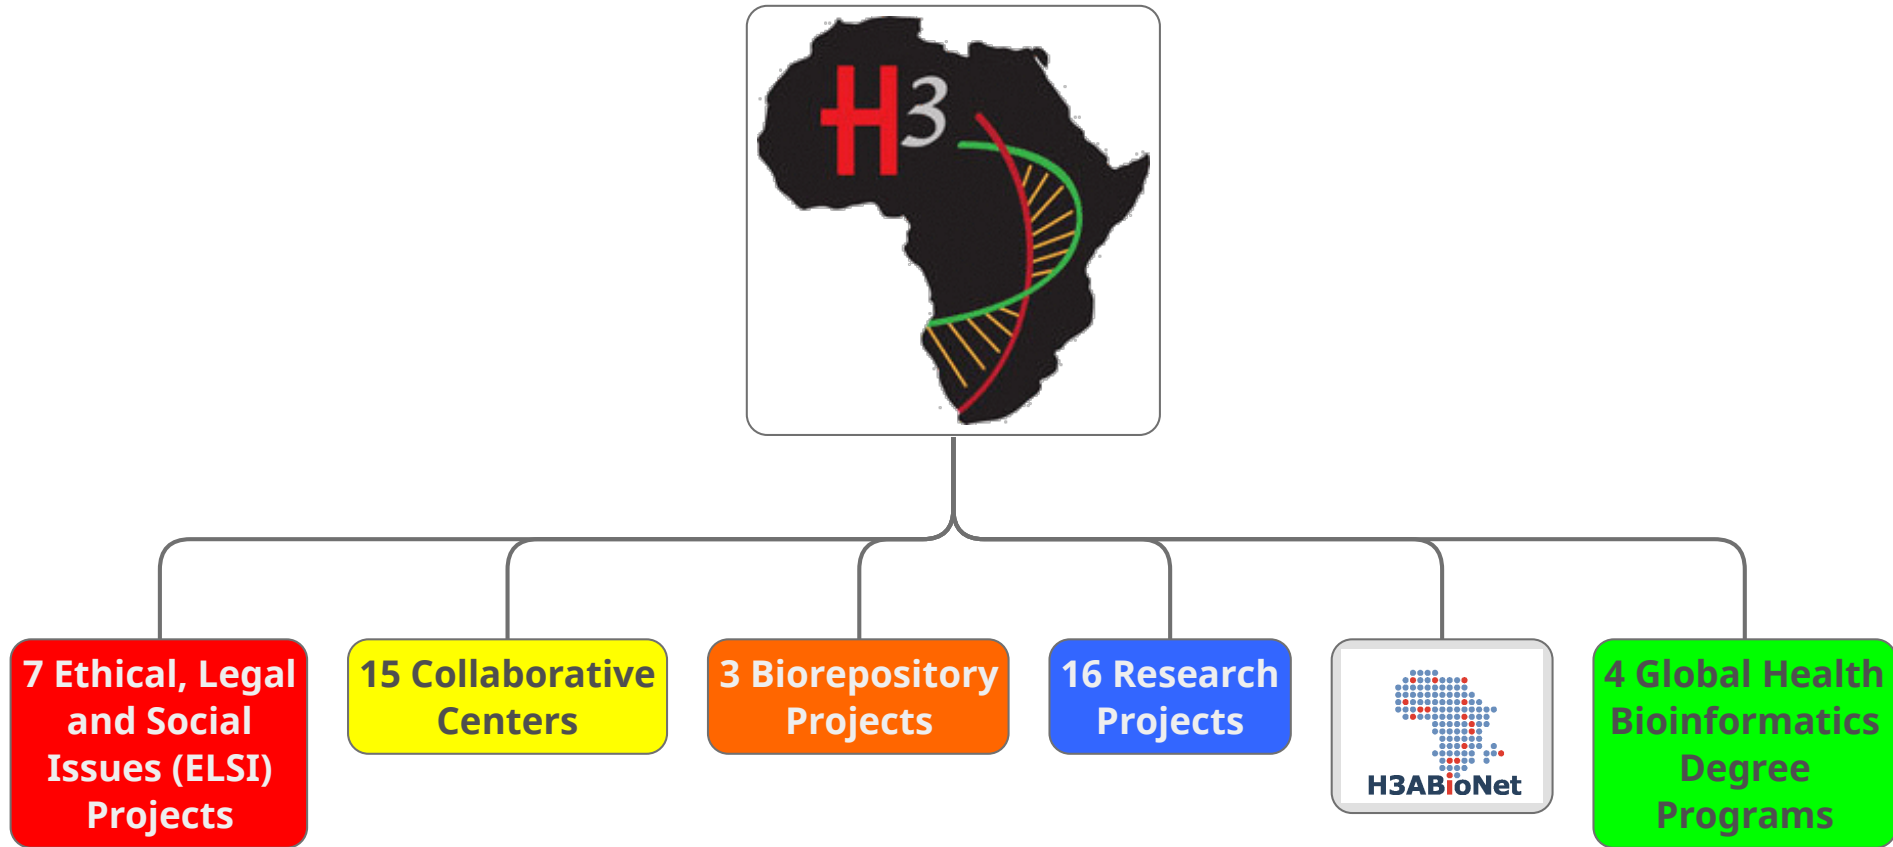 H3
7 Ethical, Legal
and Social
Issues (ELSI)
Projects
15 Collaborative
Centers
3 Biorepository
Projects
16 Research
Projects
H3ABioNet
4 Global Health
Bioinformatics
Degree
Programs